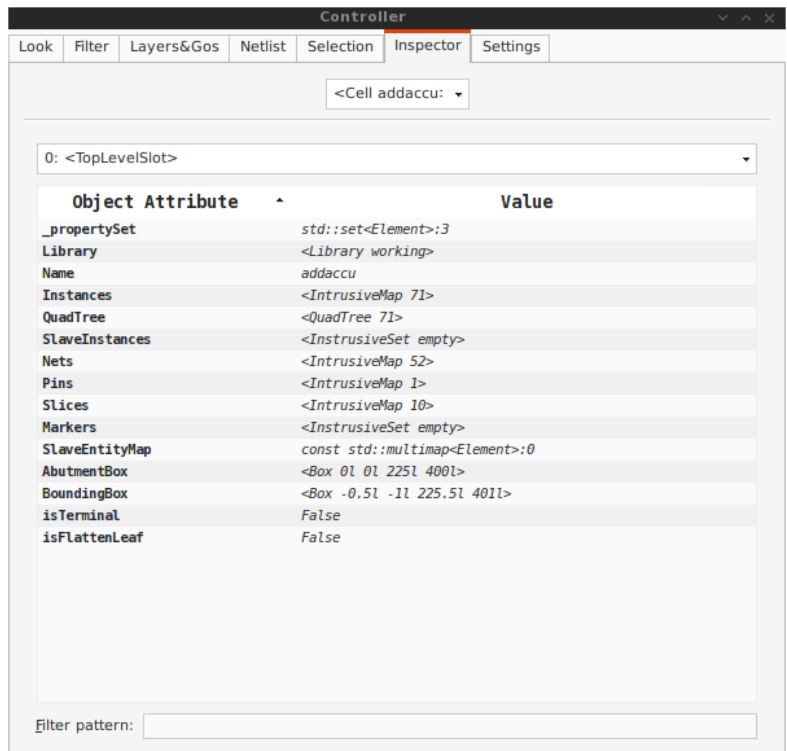 Controller
Look Filter Layers&Gos Netlist Selection Inspector Settings
<Cell addaccu:
0: <TopLevelSlot>
Object Attribute Value
_propertySet std::set<Element>:3
Library <Library working>
Name addaccu
Instances <IntrusiveMap 71>
QuadTree <QuadTree 71>
SlaveInstances <InstrusiveSet empty>
Nets <IntrusiveMap 52>
Pins <IntrusiveMap 1>
Slices <IntrusiveMap 10>
Markers <InstrusiveSet empty>
SlaveEntityMap const std::multimap<Element>:0
AbutmentBox <Box 0l 0l 225l 400l>
BoundingBox <Box -0.5l -1l 225.5l 401l>
isTerminal False
isFlattenLeaf False
Filter pattern: